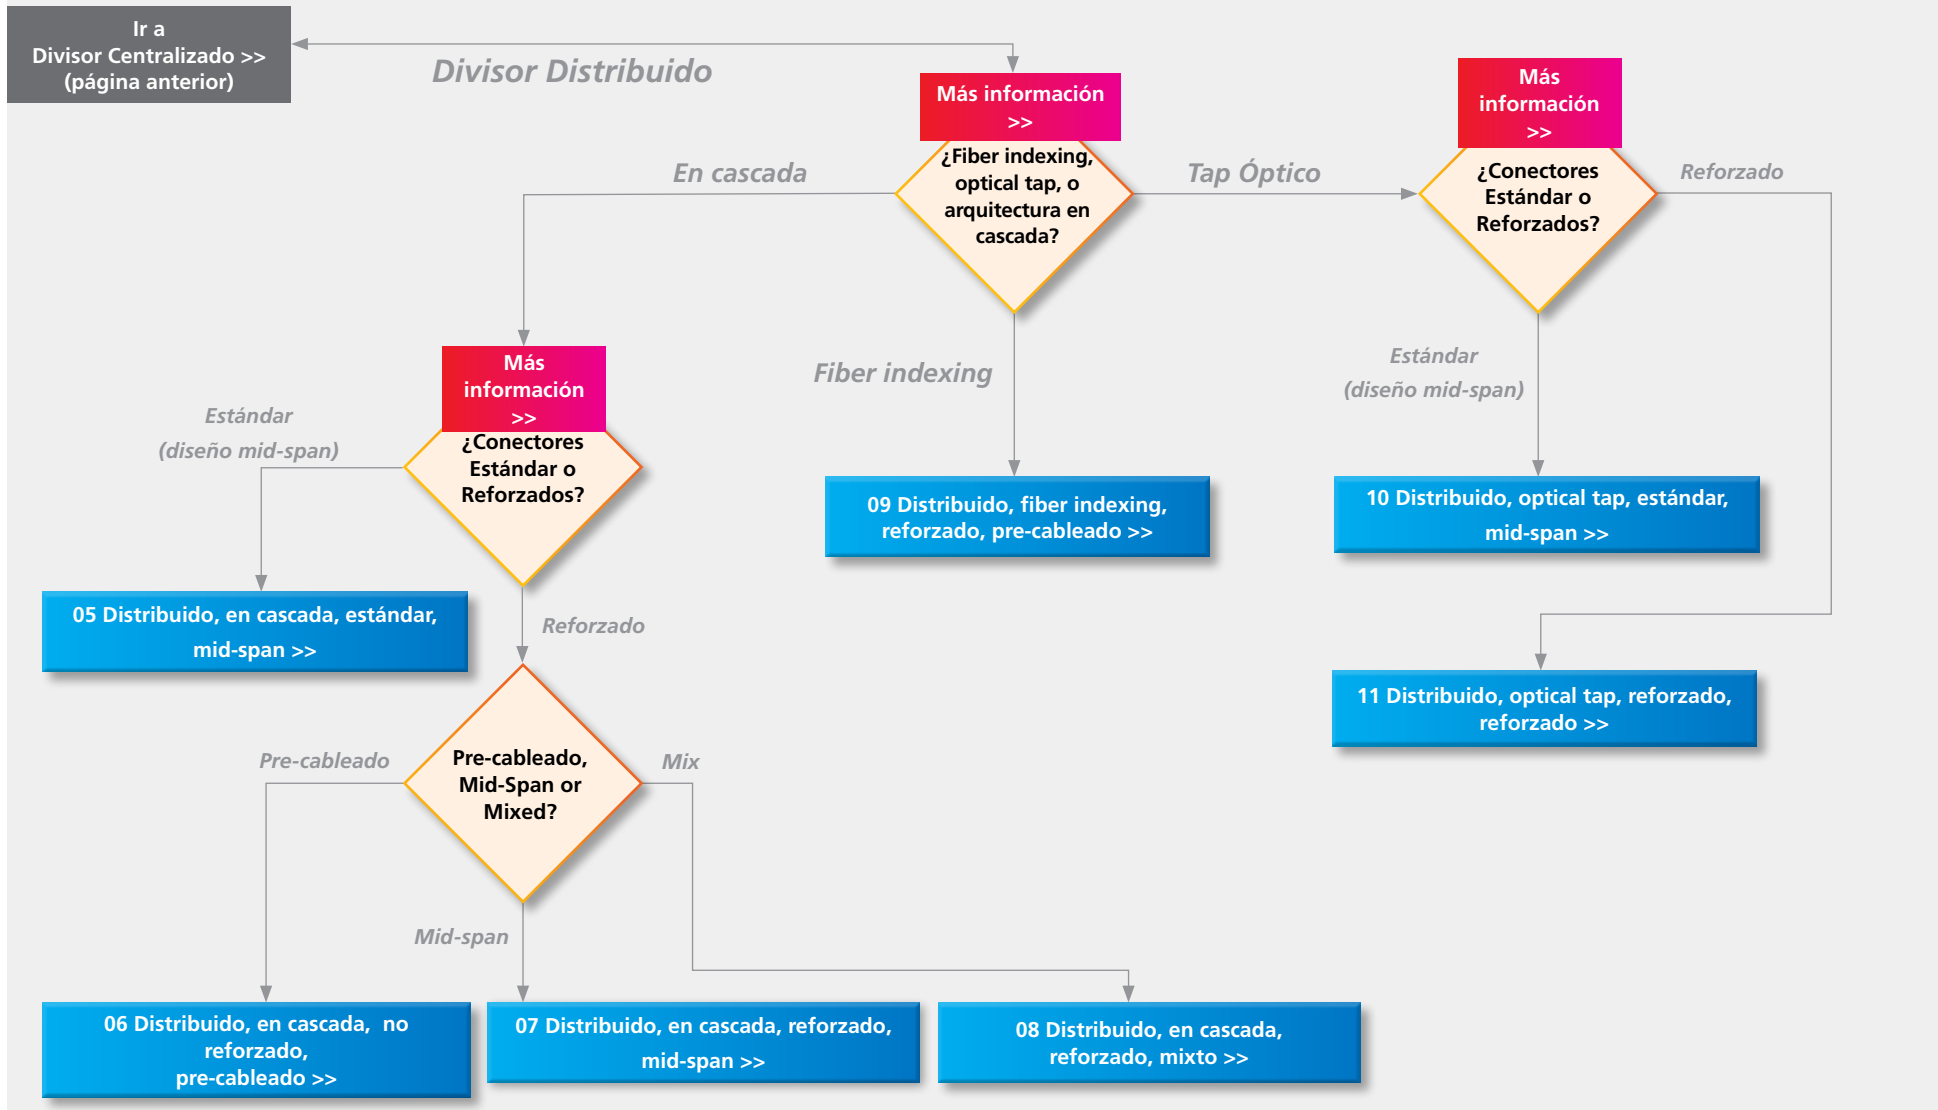 Ir a
Divisor Centralizado >>
(página anterior)
Divisor Distribuido
Más información
>>
¿Fiber indexing,
optical tap, o
arquitectura en
cascada?
En cascada
Tap Óptico
Más
información
>>
¿Conectores
Estándar o
Reforzados?
Reforzado
Fiber indexing
Estándar
(diseño mid-span)
Más
información
>>
¿Conectores
Estándar o
Reforzados?
Estándar
(diseño mid-span)
09 Distribuido, fiber indexing,
reforzado, pre-cableado >>
10 Distribuido, optical tap, estándar,
mid-span >>
05 Distribuido, en cascada, estándar,
mid-span >>
Reforzado
11 Distribuido, optical tap, reforzado,
reforzado >>
Pre-cableado
Pre-cableado,
Mid-Span or
Mixed?
Mix
Mid-span
06 Distribuido, en cascada, no
reforzado,
pre-cableado >>
07 Distribuido, en cascada, reforzado,
mid-span >>
08 Distribuido, en cascada,
reforzado, mixto >>